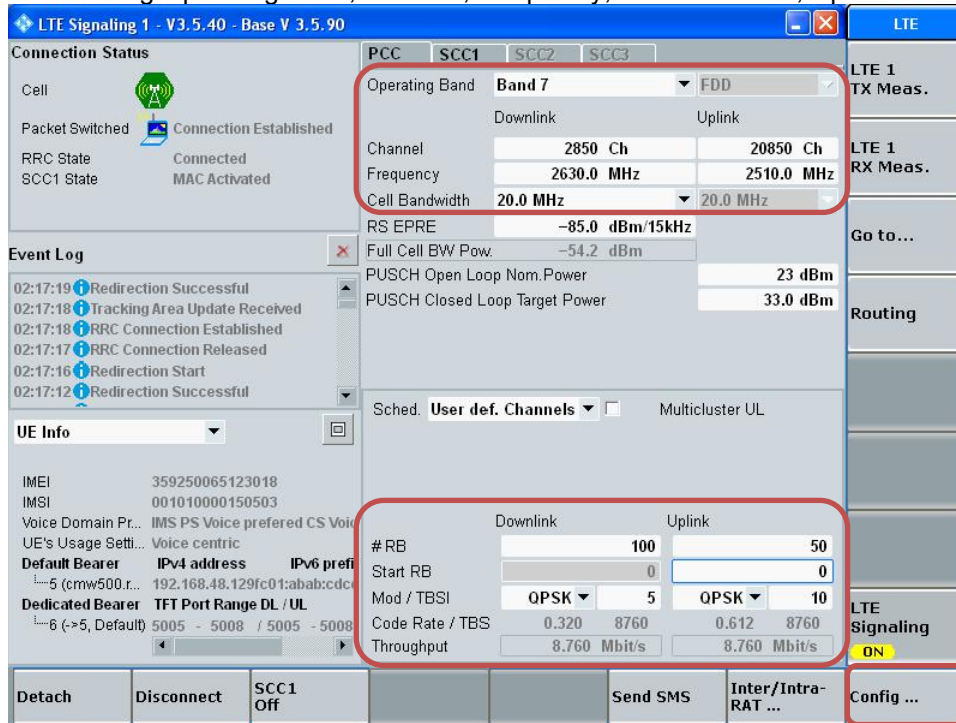 LTE Signaling 1 - V3.5.40 - Base V 3.5.90
LTE
Connection Status
Cell
Packet Switched Connection Established
RRC State Connected
SCC1 State MAC Activated
Event Log
02:17:19 Redirection Successful
02:17:18 Tracking Area Update Received
02:17:18 RRC Connection Established
02:17:17 RRC Connection Released
02:17:16 Redirection Start
02:17:12 Redirection Successful
UE Info
IMEI 359250065123018
IMSI 001010000150503
Voice Domain Pr... IMS PS Voice prefered CS Voic
UE's Usage Setti... Voice centric
Default Bearer IPv4 address IPv6 prefi
5 (cmw500.r... 192.168.48.129fc01:abab:cdc
Dedicated Bearer TFT Port Range DL / UL
6 (->5, Default) 5005 - 5008 / 5005 - 5008
PCC SCC1 SCC2 SCC3
Operating Band Band 7 FDD
Downlink Uplink
Channel 2850 Ch 20850 Ch
Frequency 2630.0 MHz 2510.0 MHz
Cell Bandwidth 20.0 MHz 20.0 MHz
RS EPRE -85.0 dBm/15kHz
Full Cell BW Pow. -54.2 dBm
PUSCH Open Loop Nom.Power 23 dBm
PUSCH Closed Loop Target Power 33.0 dBm
Sched. User def. Channels Multicluster UL
Downlink Uplink
# RB 100 50
Start RB 0 0
Mod / TBSI QPSK 5 QPSK 10
Code Rate / TBS 0.320 8760 0.612 8760
Throughput 8.760 Mbit/s 8.760 Mbit/s
LTE 1
TX Meas.
LTE 1
RX Meas.
Go to...
Routing
LTE
Signaling
ON
Detach Disconnect SCC1 Off Send SMS Inter/Intra-RAT ... Config ...